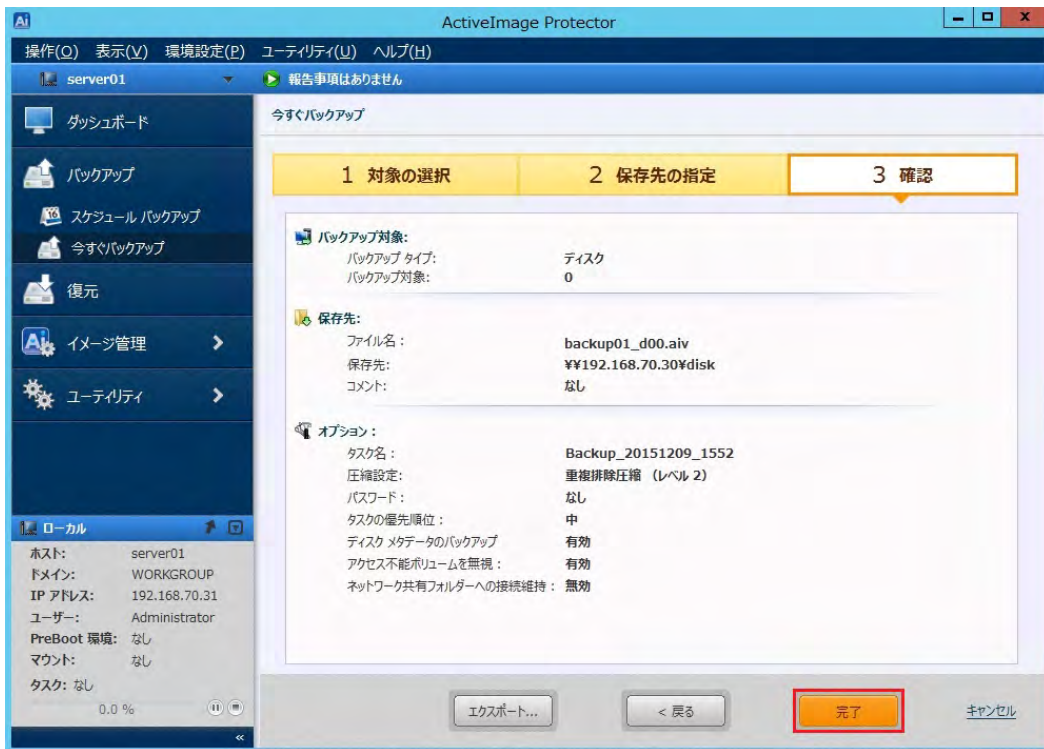 Ai
ActiveImage Protector
操作(O) 表示(V) 環境設定(P) ユーティリティ(U) ヘルプ(H)
server01
報告事項はありません
ダッシュボード
バックアップ
16 スケジュール バックアップ
今すぐバックアップ
復元
Ai イメージ管理
ユーティリティ
ローカル
ホスト: server01
ドメイン: WORKGROUP
IP アドレス: 192.168.70.31
ユーザー: Administrator
PreBoot 環境: なし
マウント: なし
タスク: なし
0.0 %
«
今すぐバックアップ
1 対象の選択
2 保存先の指定
3 確認
バックアップ対象:
バックアップ タイプ: ディスク
バックアップ対象: 0
保存先:
ファイル名: backup01_d00.aiv
保存先: ¥¥192.168.70.30¥disk
コメント: なし
オプション:
タスク名: Backup_20151209_1552
圧縮設定: 重複排除圧縮 (レベル 2)
パスワード: なし
タスクの優先順位: 中
ディスク メタデータのバックアップ 有効
アクセス不能ボリュームを無視: 有効
ネットワーク共有フォルダーへの接続維持: 無効
エクスポート...
< 戻る
完了
キャンセル